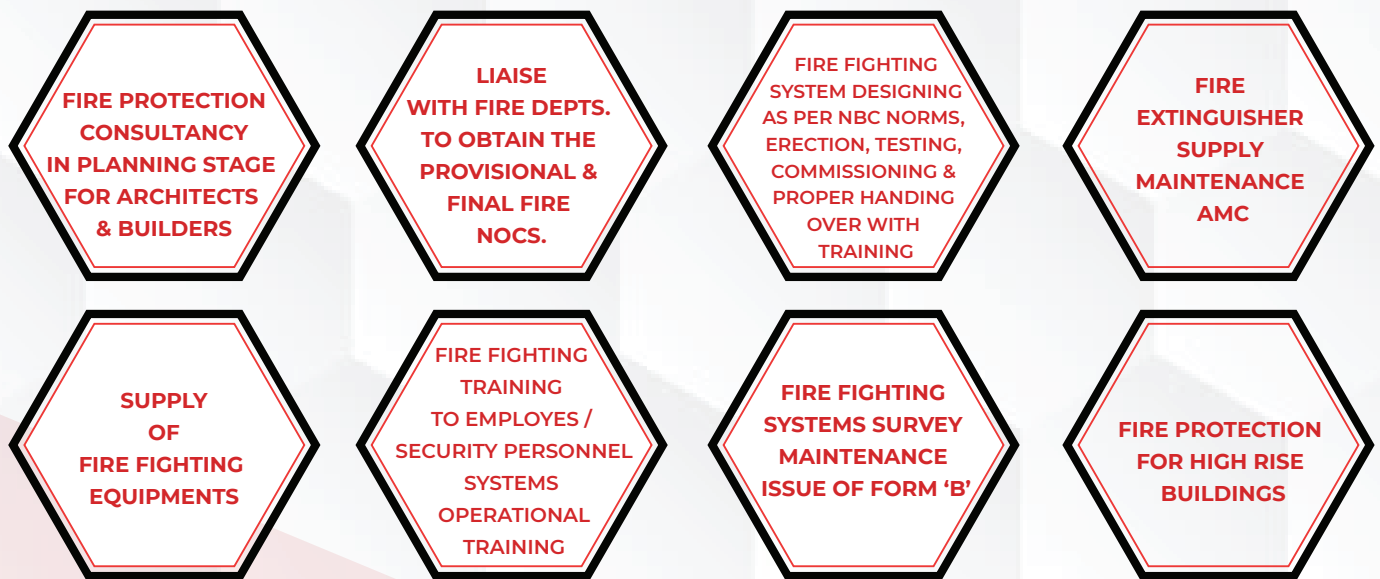 FIRE PROTECTION
CONSULTANCY
IN PLANNING STAGE
FOR ARCHITECTS
& BUILDERS
LIAISE
WITH FIRE DEPTS.
TO OBTAIN THE
PROVISIONAL &
FINAL FIRE
NOCS.
FIRE FIGHTING
SYSTEM DESIGNING
AS PER NBC NORMS,
ERECTION, TESTING,
COMMISSIONING &
PROPER HANDING
OVER WITH
TRAINING
FIRE
EXTINGUISHER
SUPPLY
MAINTENANCE
AMC
SUPPLY
OF
FIRE FIGHTING
EQUIPMENTS
FIRE FIGHTING
TRAINING
TO EMPLOYES /
SECURITY PERSONNEL
SYSTEMS
OPERATIONAL
TRAINING
FIRE FIGHTING
SYSTEMS SURVEY
MAINTENANCE
ISSUE OF FORM ‘B’
FIRE PROTECTION
FOR HIGH RISE
BUILDINGS